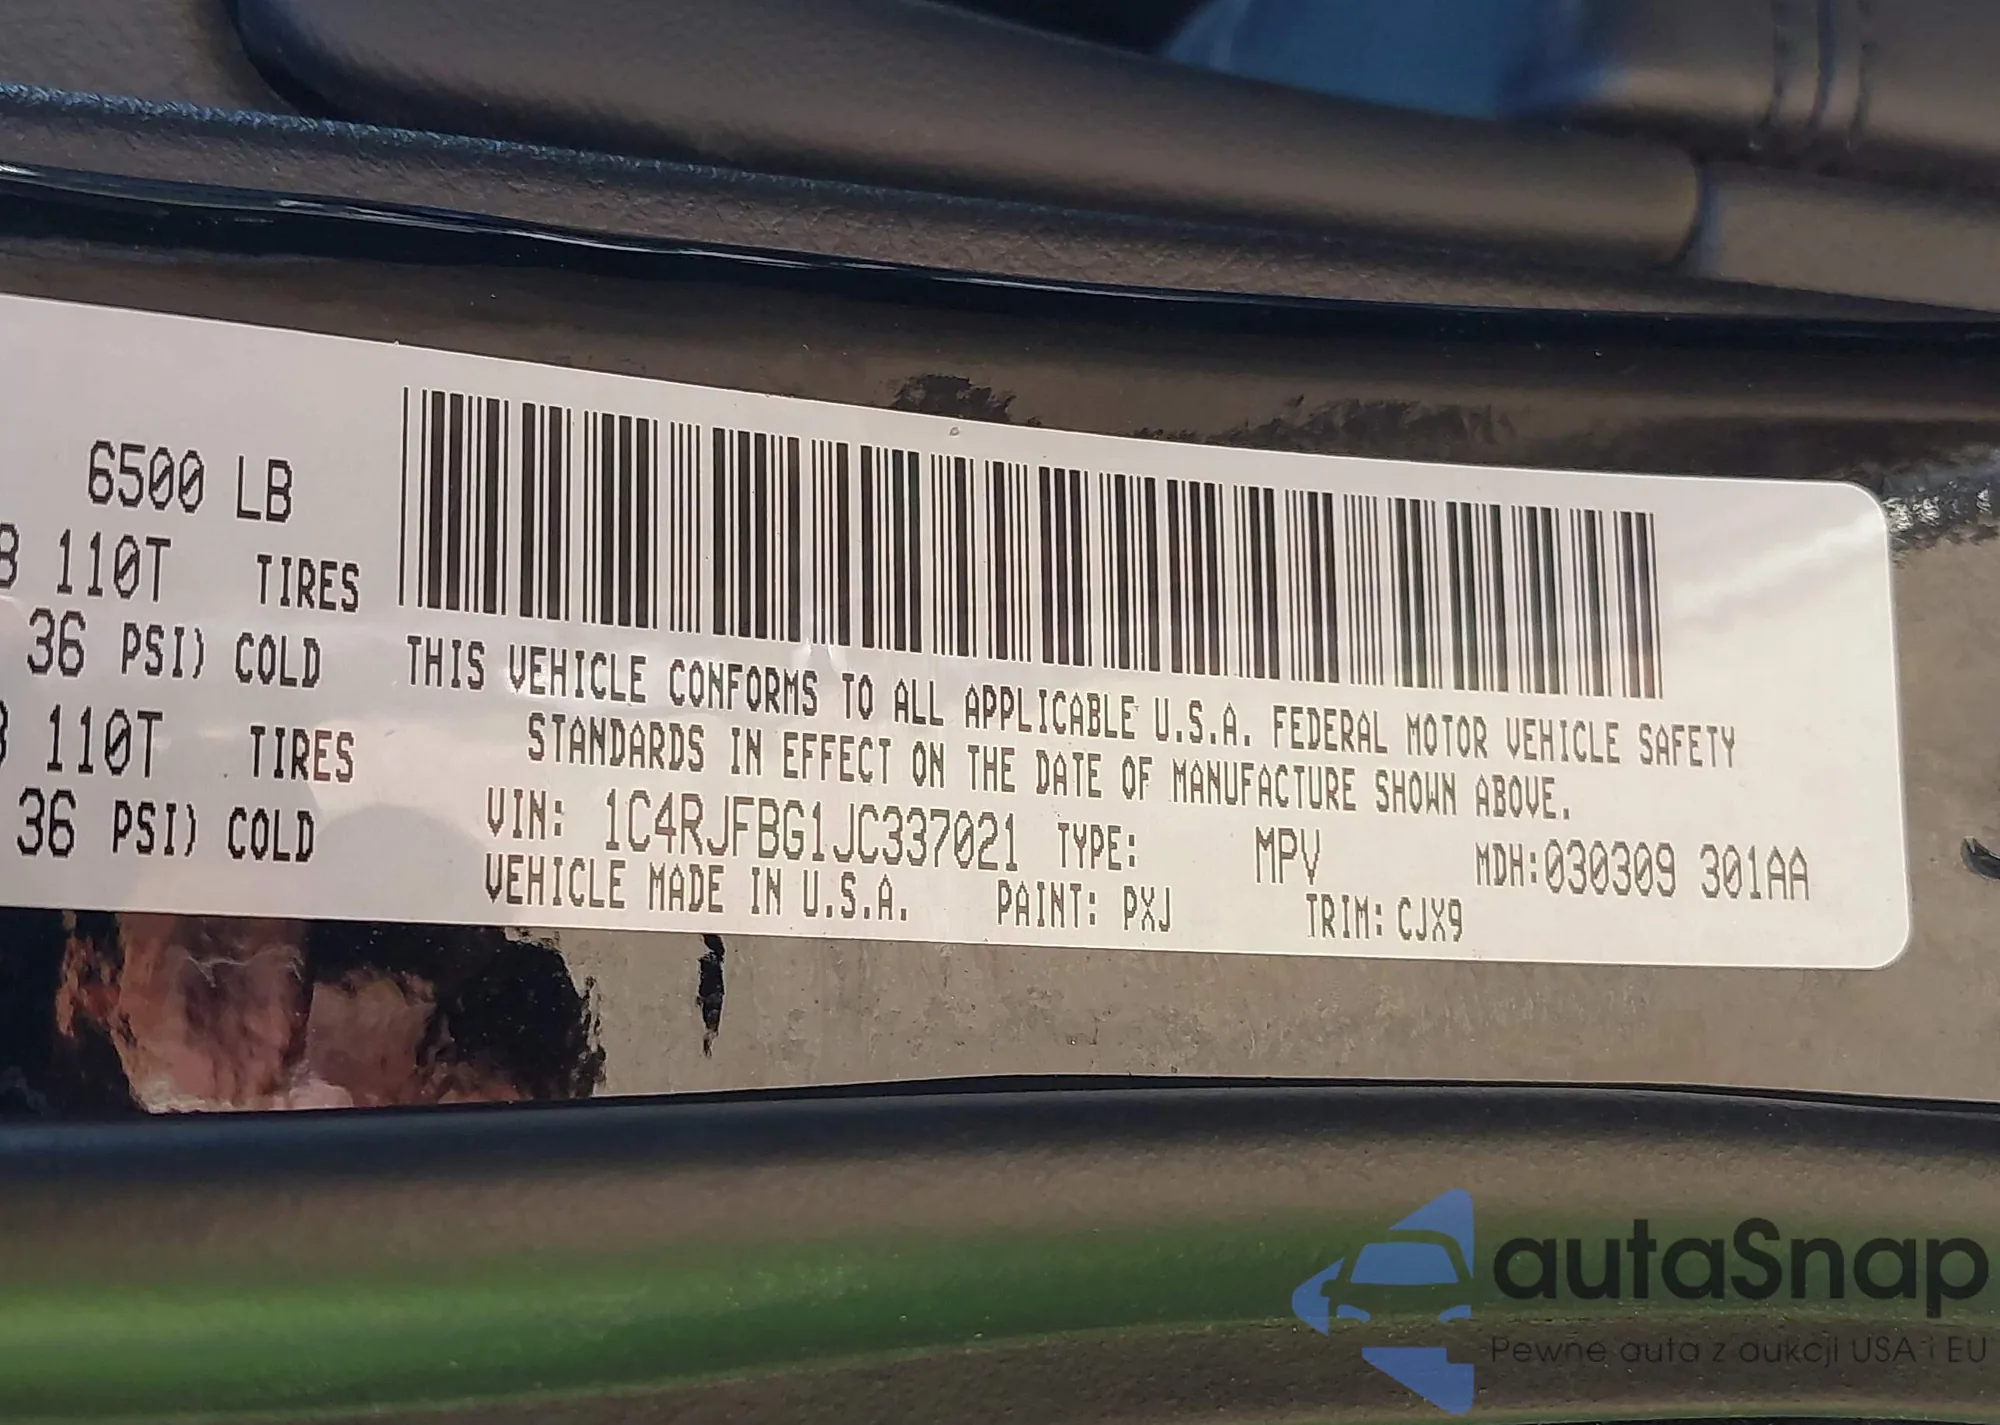 6500 LB
110T TIRES
36 PSI) COLD
110T TIRES
36 PSI) COLD
THIS VEHICLE CONFORMS TO ALL APPLICABLE U.S.A. FEDERAL MOTOR VEHICLE SAFETY
STANDARDS IN EFFECT ON THE DATE OF MANUFACTURE SHOWN ABOVE.
VIN: 1C4RJFBG1JC337021 TYPE: MPV MDH:030309 301AA
VEHICLE MADE IN U.S.A. PAINT: PXJ TRIM: CJX9
autaSnap
Pewne auta z aukcji USA i EU